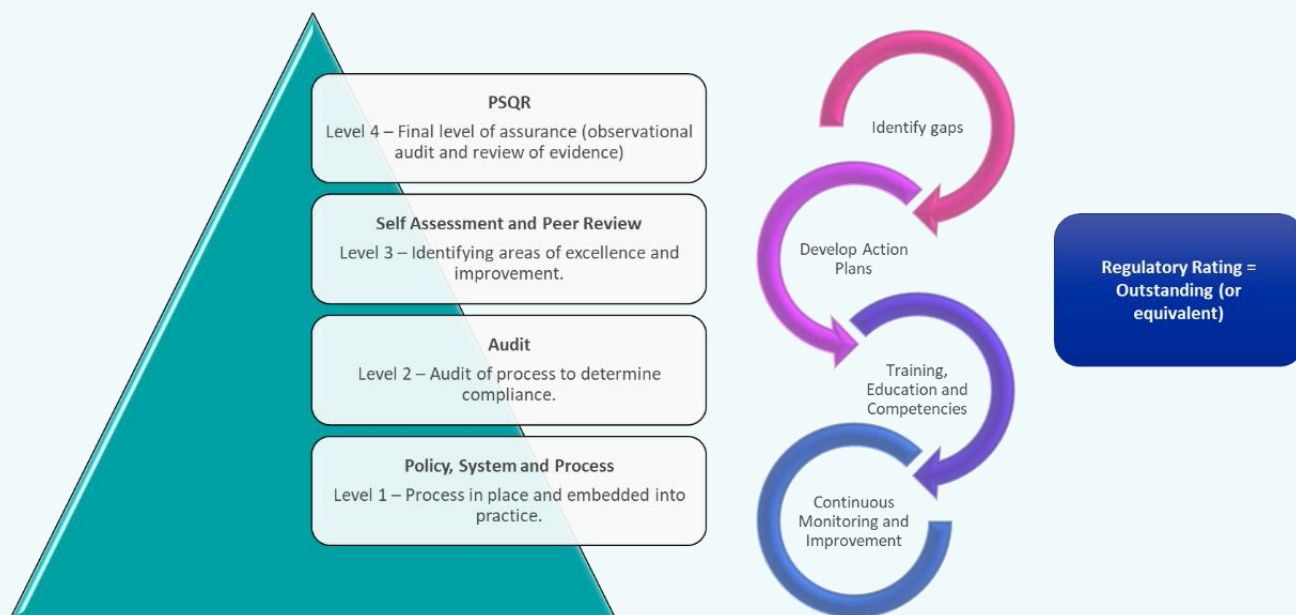 PSQR
Level 4 – Final level of assurance (observational
audit and review of evidence)
Self Assessment and Peer Review
Level 3 – Identifying areas of excellence and
improvement.
Audit
Level 2 – Audit of process to determine
compliance.
Policy, System and Process
Level 1 – Process in place and embedded into
practice.
Identify gaps
Develop Action
Plans
Training,
Education and
Competencies
Continuous
Monitoring and
Improvement
Regulatory Rating =
Outstanding (or
equivalent)